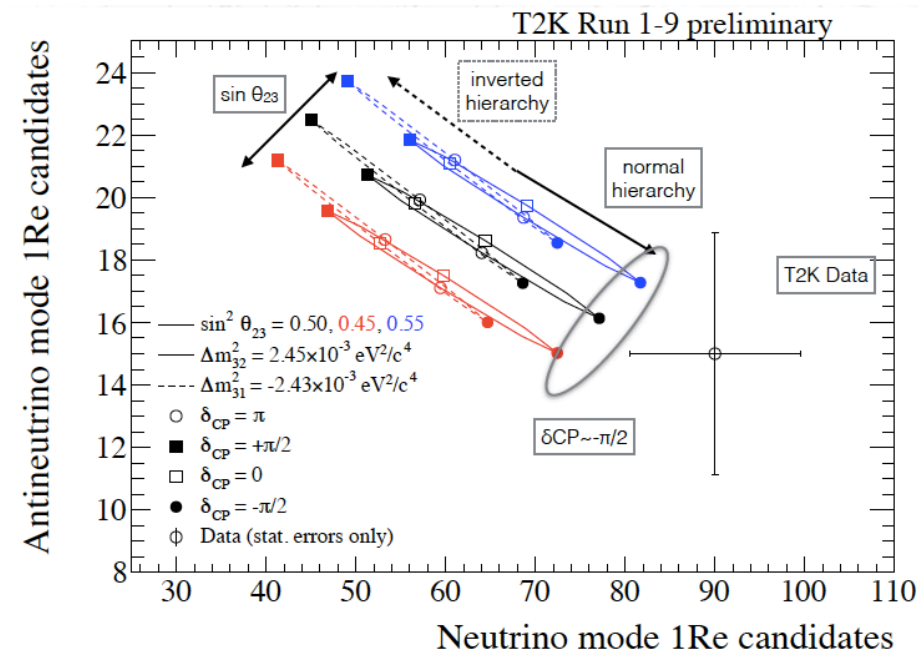 T2K Run 1-9 preliminary
Antineutrino mode 1Re candidates
24
22
20
18
16
14
12
10
8
sin θ23
inverted
hierarchy
normal
hierarchy
T2K Data
sin² θ23 = 0.50, 0.45, 0.55
Δm²32 = 2.45×10⁻³ eV²/c⁴
Δm²31 = -2.43×10⁻³ eV²/c⁴
δCP = π
δCP = +π/2
δCP = 0
δCP = -π/2
Data (stat. errors only)
δCP~-π/2
30 40 50 60 70 80 90 100 110
Neutrino mode 1Re candidates